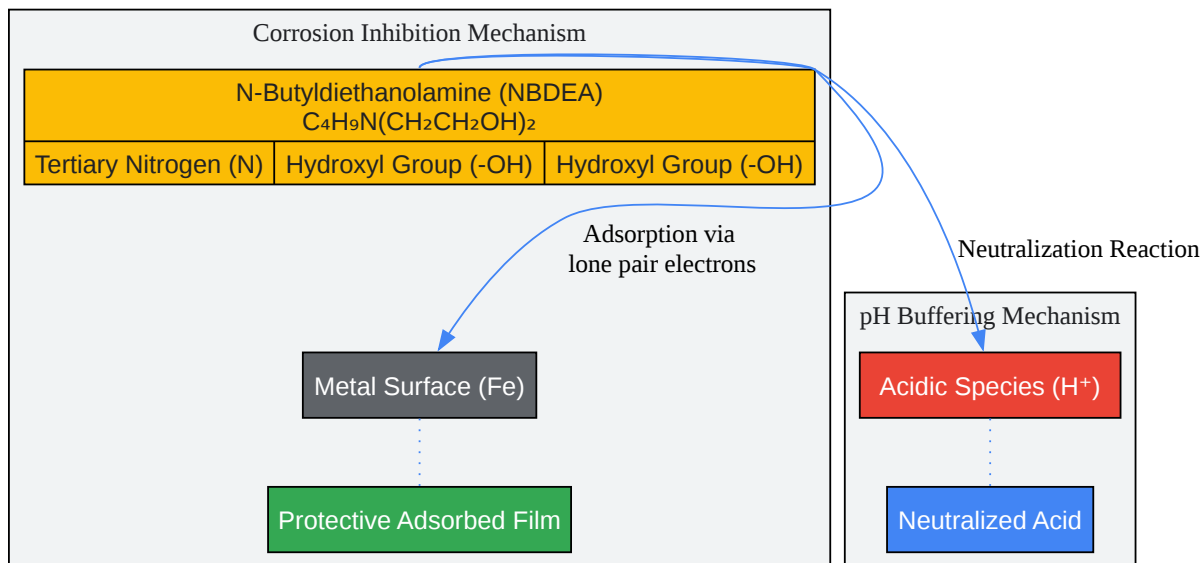 Corrosion Inhibition Mechanism
N-Butyldiethanolamine (NBDEA)
C₄H₉N(CH₂CH₂OH)₂
Tertiary Nitrogen (N)
Hydroxyl Group (-OH)
Hydroxyl Group (-OH)
Adsorption via
lone pair electrons
Neutralization Reaction
pH Buffering Mechanism
Metal Surface (Fe)
Acidic Species (H⁺)
Protective Adsorbed Film
Neutralized Acid